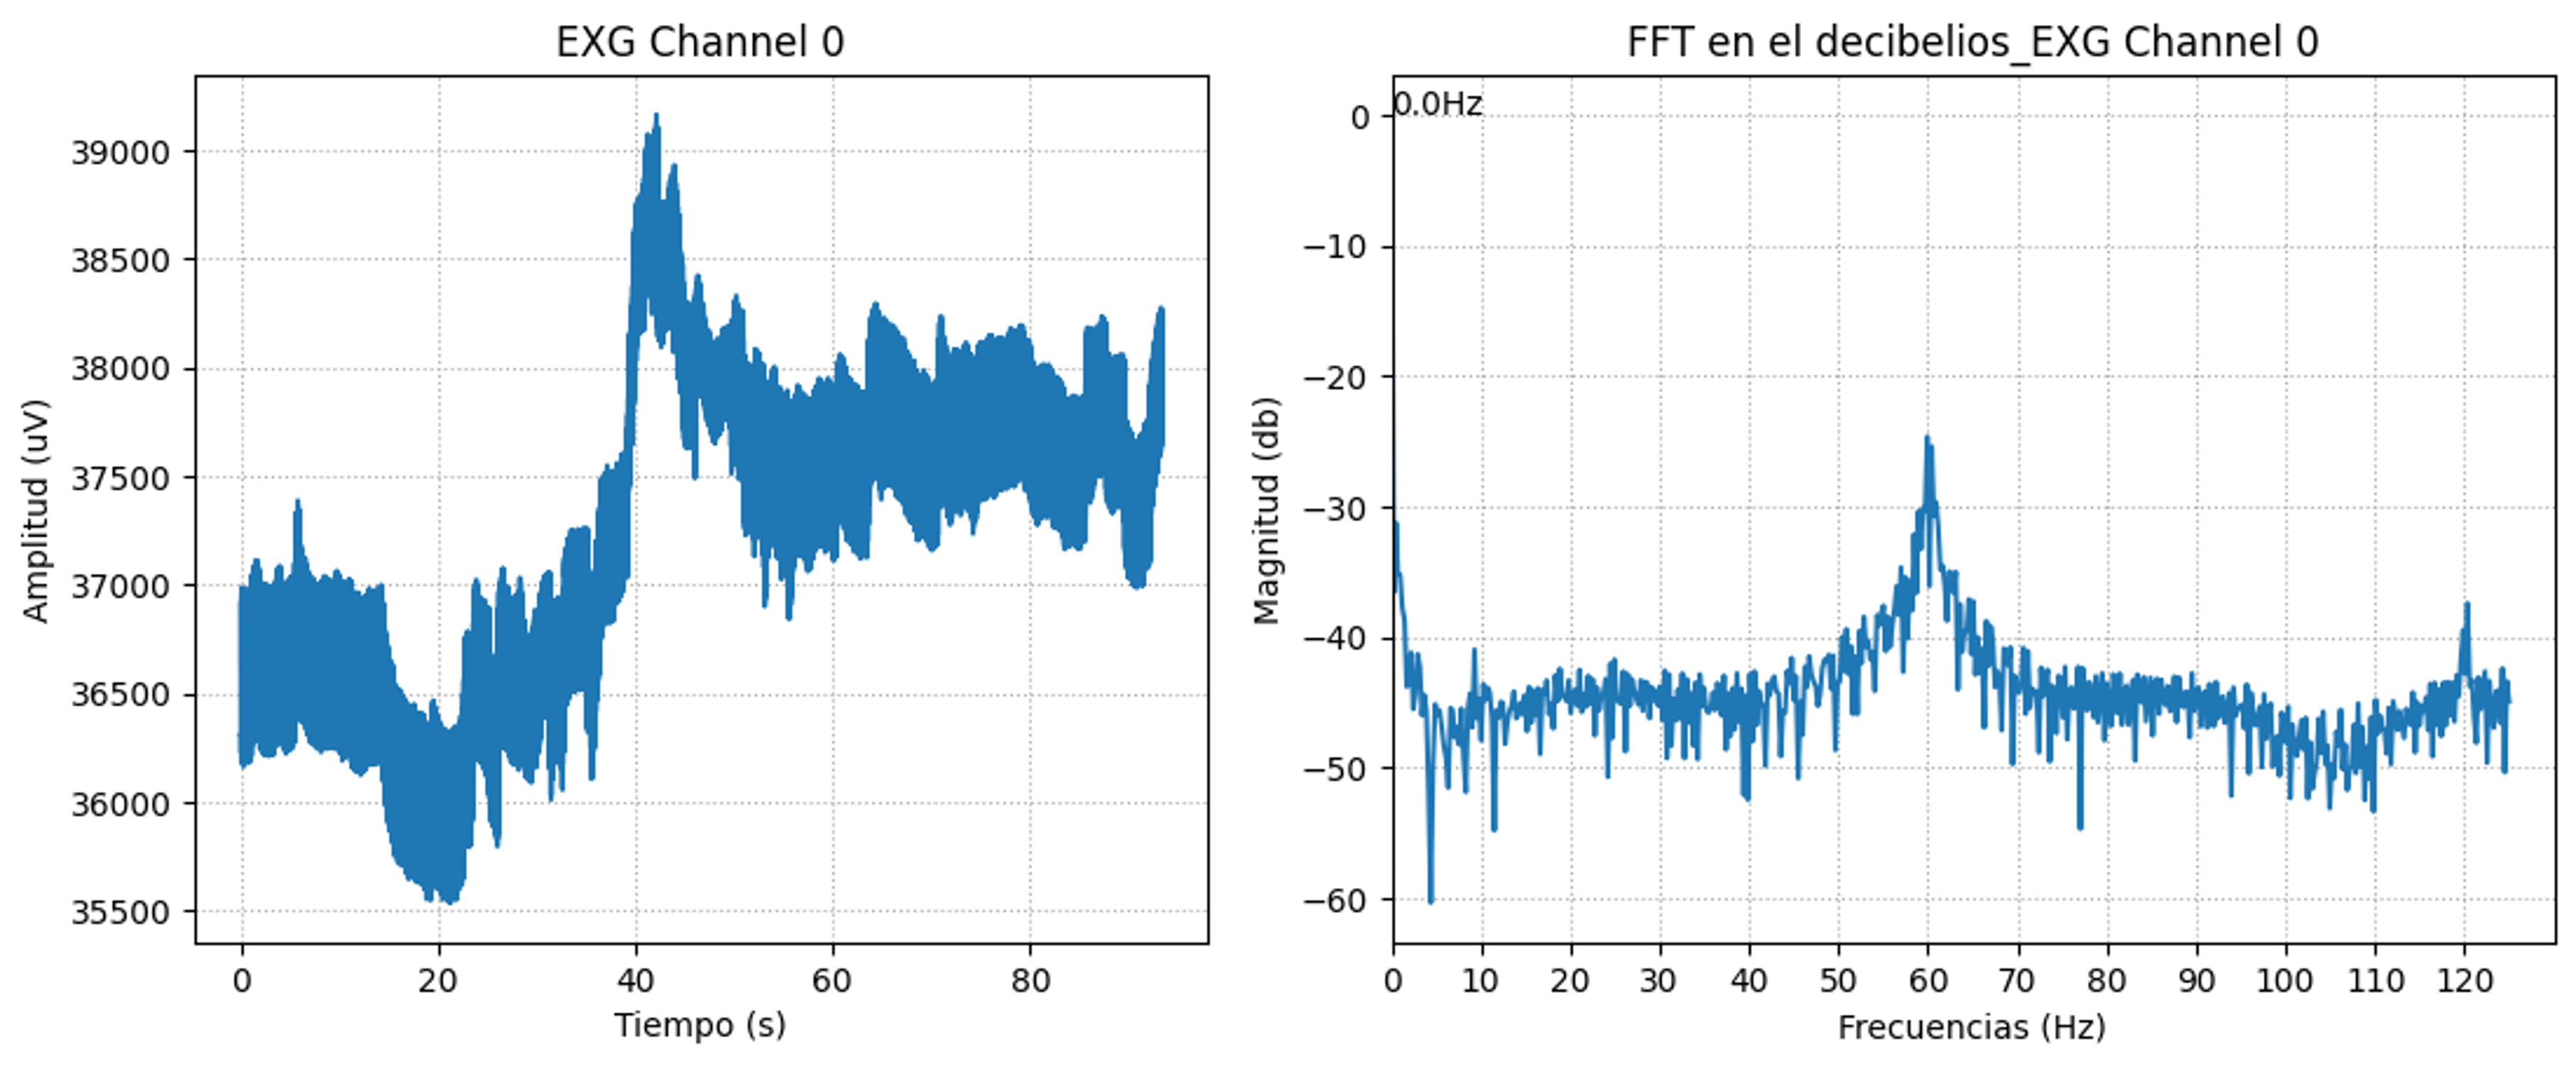 EXG Channel 0
Amplitud (uV)
39000
38500
38000
37500
37000
36500
36000
35500
0 20 40 60 80
Tiempo (s)
FFT en el decibelios_EXG Channel 0
Magnitud (db)
0.0Hz
0
−10
−20
−30
−40
−50
−60
0 10 20 30 40 50 60 70 80 90 100 110 120
Frecuencias (Hz)